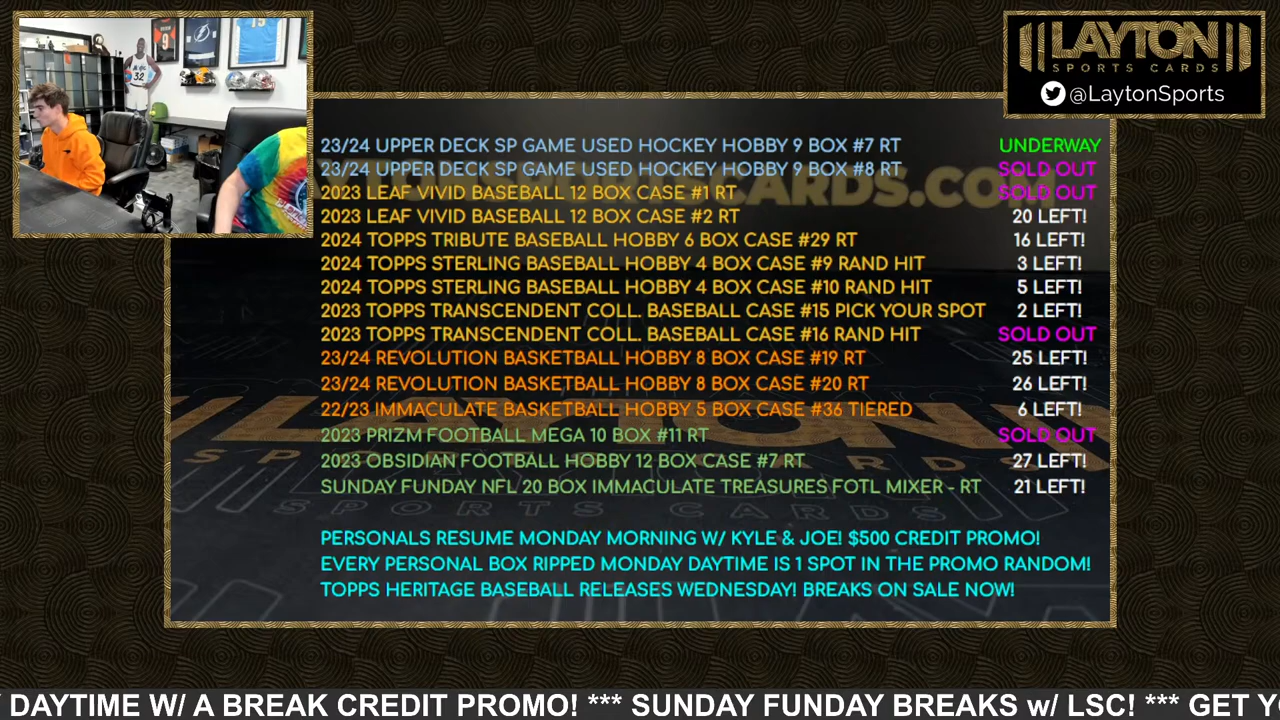 LAYTON
SPORTS CARDS
@LaytonSports
23/24 UPPER DECK SP GAME USED HOCKEY HOBBY 9 BOX #7 RT UNDERWAY
23/24 UPPER DECK SP GAME USED HOCKEY HOBBY 9 BOX #8 RT SOLD OUT
2023 LEAF VIVID BASEBALL 12 BOX CASE #1 RT SOLD OUT
2023 LEAF VIVID BASEBALL 12 BOX CASE #2 RT 20 LEFT!
2024 TOPPS TRIBUTE BASEBALL HOBBY 6 BOX CASE #29 RT 16 LEFT!
2024 TOPPS STERLING BASEBALL HOBBY 4 BOX CASE #9 RAND HIT 3 LEFT!
2024 TOPPS STERLING BASEBALL HOBBY 4 BOX CASE #10 RAND HIT 5 LEFT!
2023 TOPPS TRANSCENDENT COLL. BASEBALL CASE #15 PICK YOUR SPOT 2 LEFT!
2023 TOPPS TRANSCENDENT COLL. BASEBALL CASE #16 RAND HIT SOLD OUT
23/24 REVOLUTION BASKETBALL HOBBY 8 BOX CASE #19 RT 25 LEFT!
23/24 REVOLUTION BASKETBALL HOBBY 8 BOX CASE #20 RT 26 LEFT!
22/23 IMMACULATE BASKETBALL HOBBY 5 BOX CASE #36 TIERED 6 LEFT!
2023 PRIZM FOOTBALL MEGA 10 BOX #11 RT SOLD OUT
2023 OBSIDIAN FOOTBALL HOBBY 12 BOX CASE #7 RT 27 LEFT!
SUNDAY FUNDAY NFL 20 BOX IMMACULATE TREASURES FOTL MIXER - RT 21 LEFT!
PERSONALS RESUME MONDAY MORNING W/ KYLE & JOE! $500 CREDIT PROMO!
EVERY PERSONAL BOX RIPPED MONDAY DAYTIME IS 1 SPOT IN THE PROMO RANDOM!
TOPPS HERITAGE BASEBALL RELEASES WEDNESDAY! BREAKS ON SALE NOW!
DAYTIME W/ A BREAK CREDIT PROMO! *** SUNDAY FUNDAY BREAKS w/ LSC! *** GET